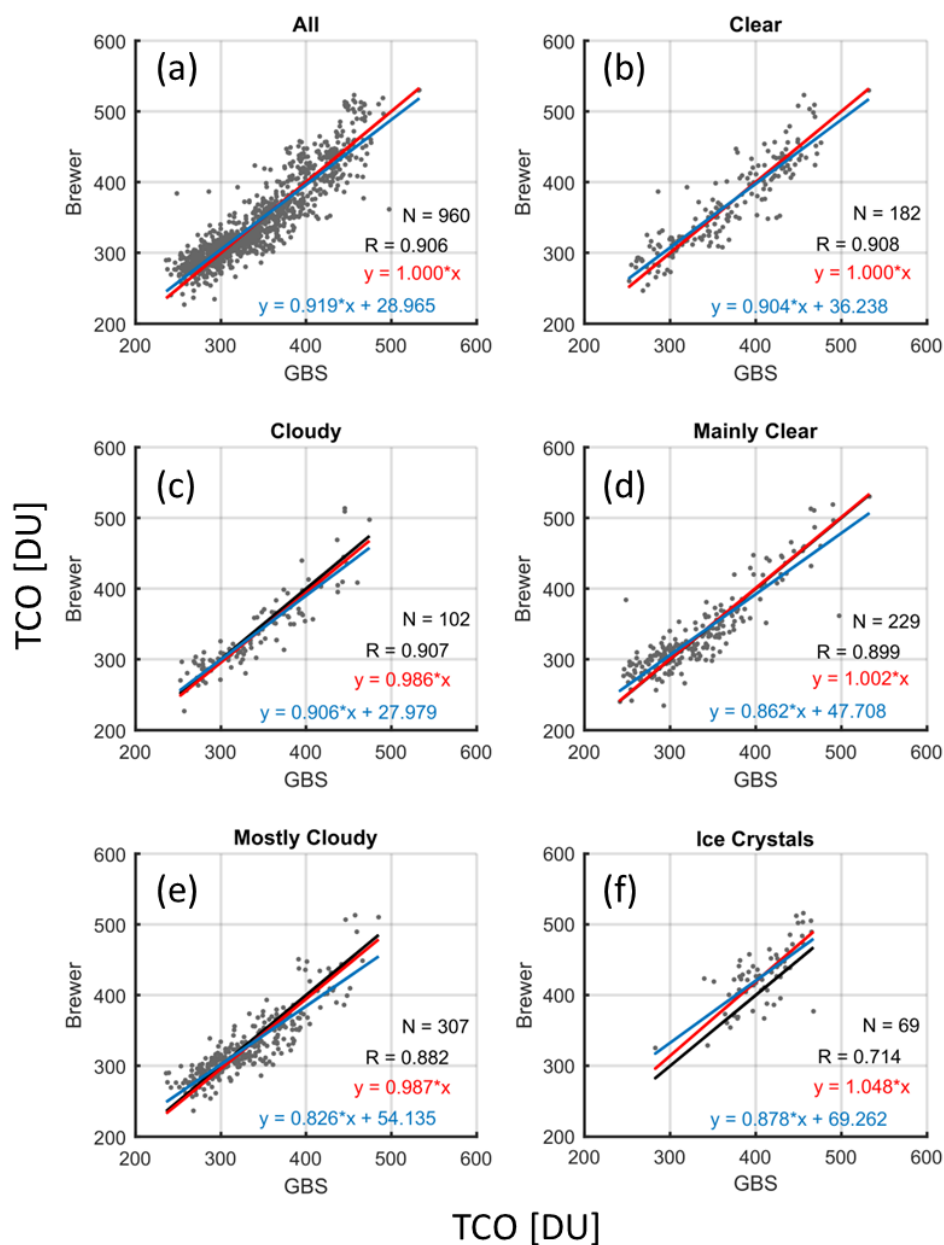 All
(a)
600
500
400
300
200
Brewer
N = 960
R = 0.906
y = 1.000*x
y = 0.919*x + 28.965
200 300 400 500 600
GBS
Clear
(b)
600
500
400
300
200
Brewer
N = 182
R = 0.908
y = 1.000*x
y = 0.904*x + 36.238
200 300 400 500 600
GBS
TCO [DU]
Cloudy
(c)
600
500
400
300
200
Brewer
N = 102
R = 0.907
y = 0.986*x
y = 0.906*x + 27.979
200 300 400 500 600
GBS
Mainly Clear
(d)
600
500
400
300
200
Brewer
N = 229
R = 0.899
y = 1.002*x
y = 0.862*x + 47.708
200 300 400 500 600
GBS
Mostly Cloudy
(e)
600
500
400
300
200
Brewer
N = 307
R = 0.882
y = 0.987*x
y = 0.826*x + 54.135
200 300 400 500 600
GBS
Ice Crystals
(f)
600
500
400
300
200
Brewer
N = 69
R = 0.714
y = 1.048*x
y = 0.878*x + 69.262
200 300 400 500 600
GBS
TCO [DU]